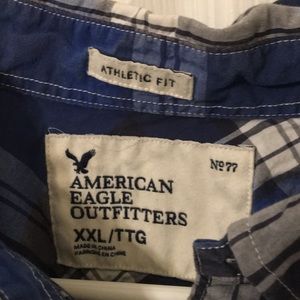 ATHLETIC FIT
Nº77
AMERICAN
EAGLE
OUTFITTERS
XXL/TTG
MADE IN CHINA
FABRIQUÉ EN CHINE